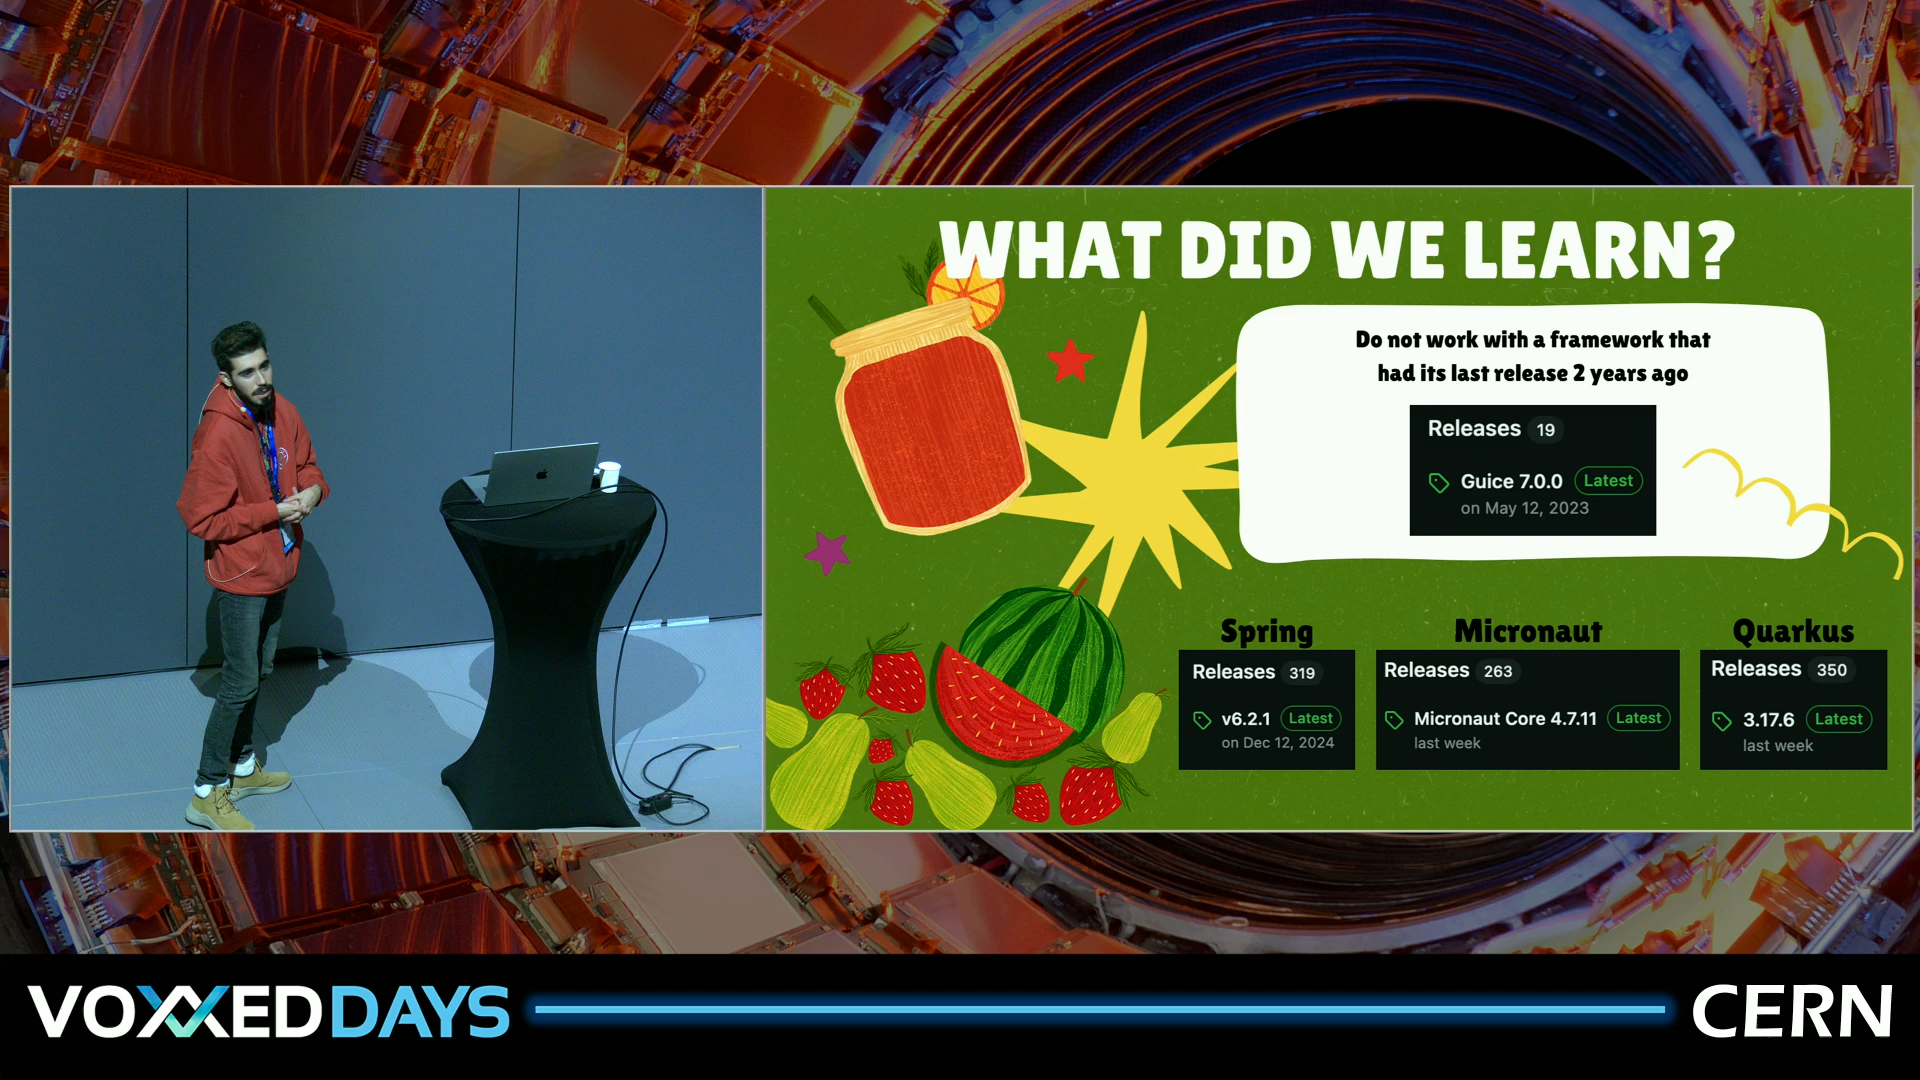 WHAT DID WE LEARN?
Do not work with a framework that
had its last release 2 years ago
Releases 19
Guice 7.0.0 Latest
on May 12, 2023
Spring
Releases 319
v6.2.1 Latest
on Dec 12, 2024
Micronaut
Releases 263
Micronaut Core 4.7.11 Latest
last week
Quarkus
Releases 350
3.17.6 Latest
last week
VOXXEDDAYS
CERN